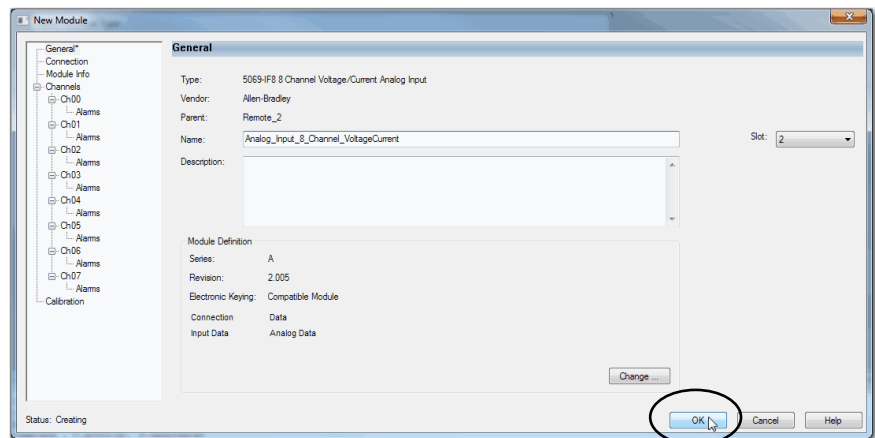 New Module
General*
Connection
Module Info
Channels
Ch00
Alarms
Ch01
Alarms
Ch02
Alarms
Ch03
Alarms
Ch04
Alarms
Ch05
Alarms
Ch06
Alarms
Ch07
Alarms
Calibration
General
Type: 5069-IF8 8 Channel Voltage/Current Analog Input
Vendor: Allen-Bradley
Parent: Remote_2
Name: Analog_Input_8_Channel_VoltageCurrent
Slot: 2
Description:
Module Definition
Series: A
Revision: 2.005
Electronic Keying: Compatible Module
Connection Data
Input Data Analog Data
Change ...
Status: Creating
OK Cancel Help